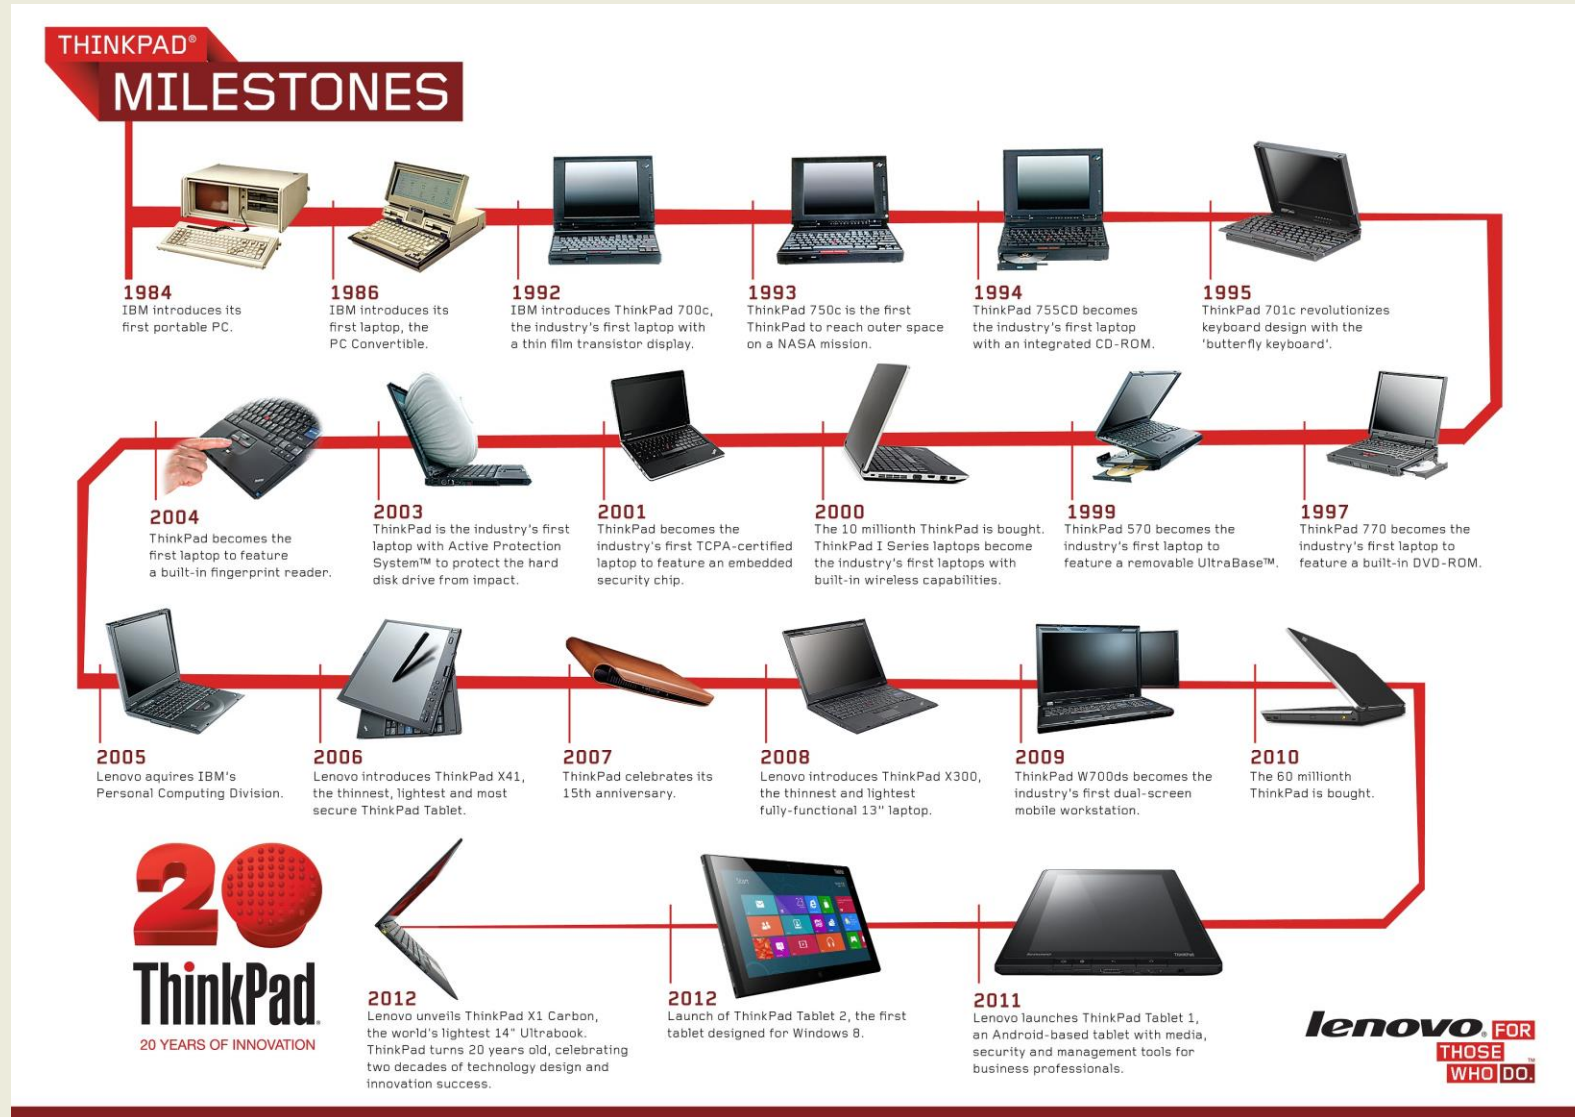 THINKPAD®
MILESTONES
1984
IBM introduces its
first portable PC.
1986
IBM introduces its
first laptop, the
PC Convertible.
1992
IBM introduces ThinkPad 700c,
the industry's first laptop with
a thin film transistor display.
1993
ThinkPad 750c is the first
ThinkPad to reach outer space
on a NASA mission.
1994
ThinkPad 755CD becomes
the industry's first laptop
with an integrated CD-ROM.
1995
ThinkPad 701c revolutionizes
keyboard design with the
'butterfly keyboard'.
1997
ThinkPad 770 becomes the
industry's first laptop to
feature a built-in DVD-ROM.
1999
ThinkPad 570 becomes the
industry's first laptop to
feature a removable UltraBase™.
2000
The 10 millionth ThinkPad is bought.
ThinkPad I Series laptops become
the industry's first laptops with
built-in wireless capabilities.
2001
ThinkPad becomes the
industry's first TCPA-certified
laptop to feature an embedded
security chip.
2003
ThinkPad is the industry's first
laptop with Active Protection
System™ to protect the hard
disk drive from impact.
2004
ThinkPad becomes the
first laptop to feature
a built-in fingerprint reader.
2005
Lenovo aquires IBM's
Personal Computing Division.
2006
Lenovo introduces ThinkPad X41,
the thinnest, lightest and most
secure ThinkPad Tablet.
2007
ThinkPad celebrates its
15th anniversary.
2008
Lenovo introduces ThinkPad X300,
the thinnest and lightest
fully-functional 13" laptop.
2009
ThinkPad W700ds becomes the
industry's first dual-screen
mobile workstation.
2010
The 60 millionth
ThinkPad is bought.
2011
Lenovo launches ThinkPad Tablet 1,
an Android-based tablet with media,
security and management tools for
business professionals.
Start
2012
Launch of ThinkPad Tablet 2, the first
tablet designed for Windows 8.
2012
Lenovo unveils ThinkPad X1 Carbon,
the world's lightest 14" Ultrabook.
ThinkPad turns 20 years old, celebrating
two decades of technology design and
innovation success.
20
ThinkPad.
20 YEARS OF INNOVATION
lenovo® FOR
THOSE
WHO DO.™